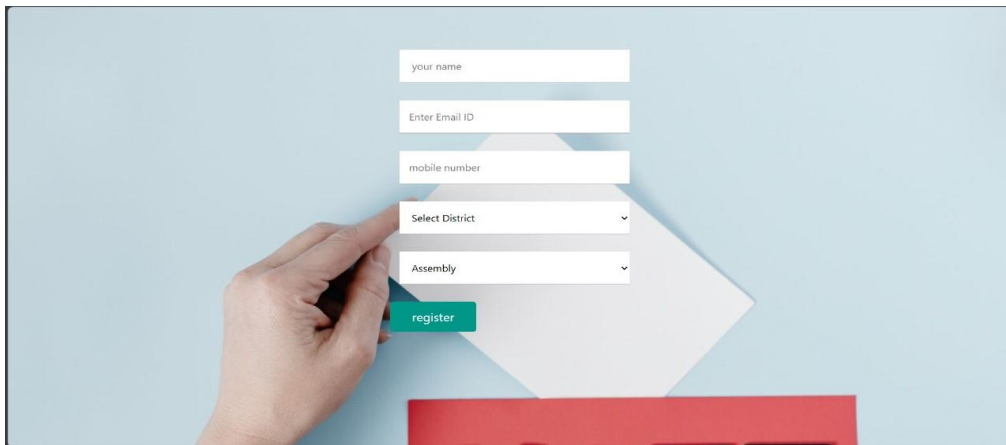 your name
Enter Email ID
mobile number
Select District
Assembly
register